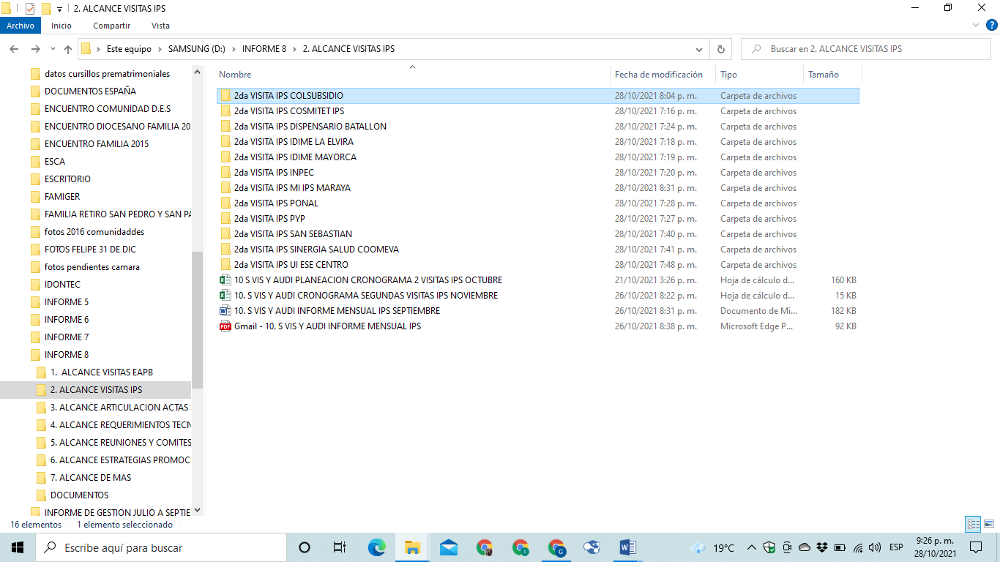 2. ALCANCE VISITAS IPS
Archivo Inicio Compartir Vista
Este equipo SAMSUNG (D:) INFORME 8 2. ALCANCE VISITAS IPS
Buscar en 2. ALCANCE VISITAS IPS
datos cursillos prematrimoniales
DOCUMENTOS ESPAÑA
ENCUENTRO COMUNIDAD D.E.S
ENCUENTRO DIOCESANO FAMILIA 20
ENCUENTRO FAMILIA 2015
ESCA
ESCRITORIO
FAMIGER
FAMILIA RETIRO SAN PEDRO Y SAN PA
fotos 2016 comunidaddes
FOTOS FELIPE 31 DE DIC
fotos pendientes camara
IDONTEC
INFORME 5
INFORME 6
INFORME 7
INFORME 8
1. ALCANCE VISITAS EAPB
2. ALCANCE VISITAS IPS
3. ALCANCE ARTICULACION ACTAS
4. ALCANCE REQUERIMIENTOS TECN
5. ALCANCE REUNIONES Y COMITES
6. ALCANCE ESTRATEGIAS PROMOC
7. ALCANCE DE MAS
DOCUMENTOS
INFORME DE GESTION JULIO A SEPTIE
Nombre Fecha de modificación Tipo Tamaño
2da VISITA IPS COLSUBSIDIO 28/10/2021 8:04 p. m. Carpeta de archivos
2da VISITA IPS COSMITET IPS 28/10/2021 7:16 p. m. Carpeta de archivos
2da VISITA IPS DISPENSARIO BATALLON 28/10/2021 7:24 p. m. Carpeta de archivos
2da VISITA IPS IDIME LA ELVIRA 28/10/2021 7:18 p. m. Carpeta de archivos
2da VISITA IPS IDIME MAYORCA 28/10/2021 7:19 p. m. Carpeta de archivos
2da VISITA IPS INPEC 28/10/2021 7:20 p. m. Carpeta de archivos
2da VISITA IPS MI IPS MARAYA 28/10/2021 8:31 p. m. Carpeta de archivos
2da VISITA IPS PONAL 28/10/2021 7:28 p. m. Carpeta de archivos
2da VISITA IPS PYP 28/10/2021 7:27 p. m. Carpeta de archivos
2da VISITA IPS SAN SEBASTIAN 28/10/2021 7:40 p. m. Carpeta de archivos
2da VISITA IPS SINERGIA SALUD COOMEVA 28/10/2021 7:41 p. m. Carpeta de archivos
2da VISITA IPS UI ESE CENTRO 28/10/2021 7:48 p. m. Carpeta de archivos
10 S VIS Y AUDI PLANEACION CRONOGRAMA 2 VISITAS IPS OCTUBRE 21/10/2021 3:26 p. m. Hoja de cálculo d... 160 KB
10. S VIS Y AUDI CRONOGRAMA SEGUNDAS VISITAS IPS NOVIEMBRE 26/10/2021 8:22 p. m. Hoja de cálculo d... 15 KB
10. S VIS Y AUDI INFORME MENSUAL IPS SEPTIEMBRE 26/10/2021 8:31 p. m. Documento de Mi... 182 KB
Gmail - 10. S VIS Y AUDI INFORME MENSUAL IPS 26/10/2021 8:38 p. m. Microsoft Edge P... 92 KB
16 elementos 1 elemento seleccionado
Escribe aquí para buscar
19°C ESP 9:26 p. m.
28/10/2021